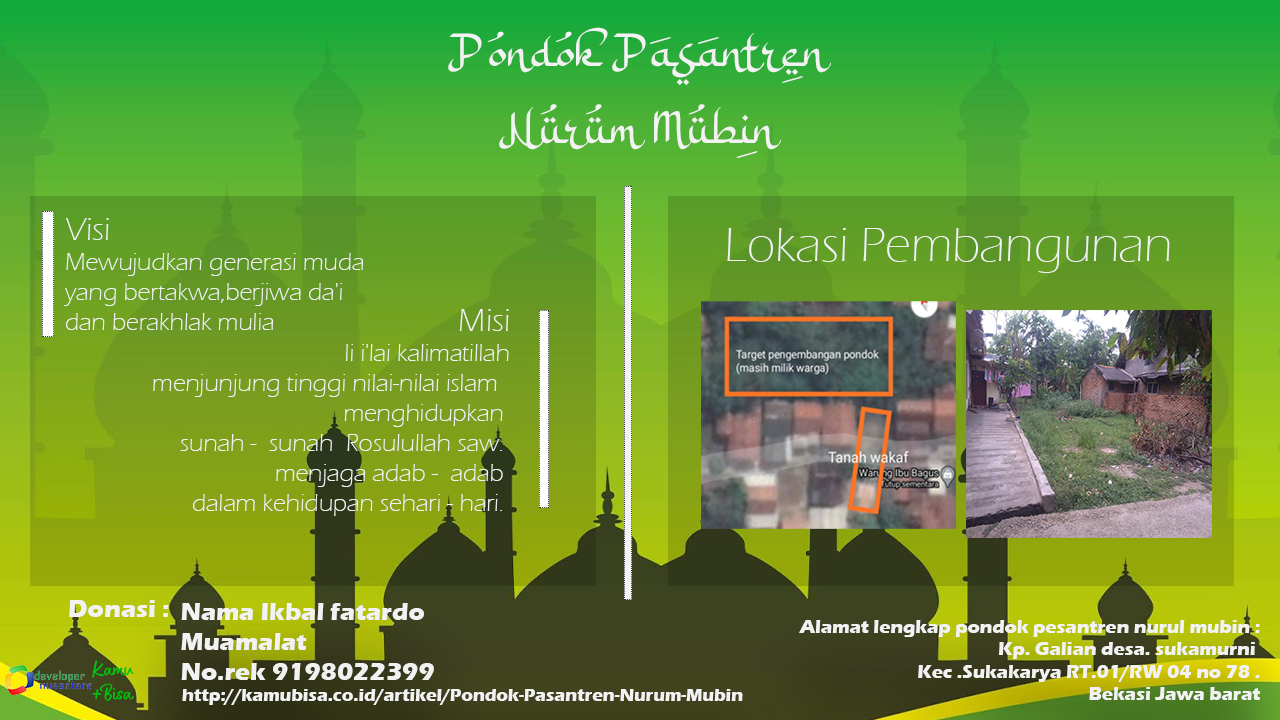 Pondok Pasantren
Nurum Mubin
Visi
Mewujudkan generasi muda
yang bertakwa,berjiwa da'i
dan berakhlak mulia
Misi
li i'lai kalimatillah
menjunjung tinggi nilai-nilai islam
menghidupkan
sunah - sunah Rosulullah saw.
menjaga adab - adab
dalam kehidupan sehari - hari.
Lokasi Pembangunan
Target pengembangan pondok
(masih milik warga)
Tanah wakaf
Warung Ibu Bagus
Tutup sementara
Donasi :
Nama Ikbal fatardo
Muamalat
No.rek 9198022399
http://kamubisa.co.id/artikel/Pondok-Pasantren-Nurum-Mubin
developer
nusantara
Kamu
+Bisa
Alamat lengkap pondok pesantren nurul mubin :
Kp. Galian desa. sukamurni
Kec .Sukakarya RT.01/RW 04 no 78 .
Bekasi Jawa barat